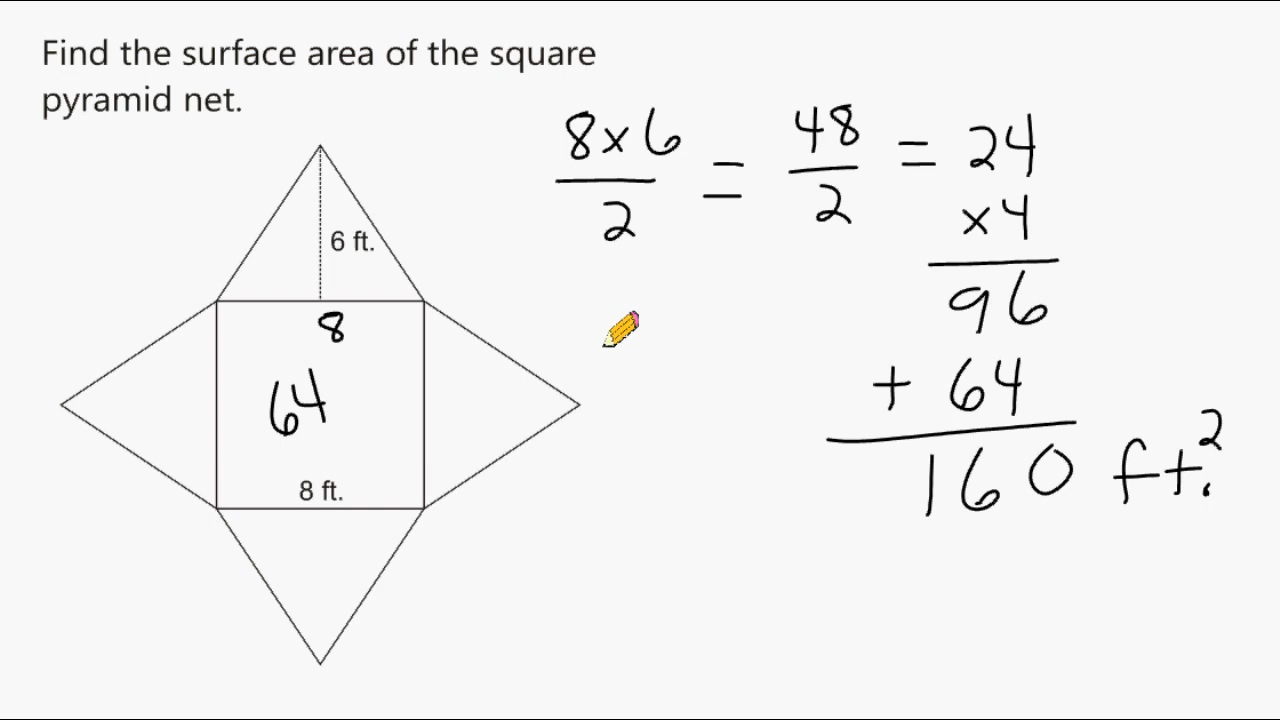 Find the surface area of the square
pyramid net.
8x6/2 = 48/2 = 24
x4
96
+ 64
160 ft.²
6 ft.
8
64
8 ft.